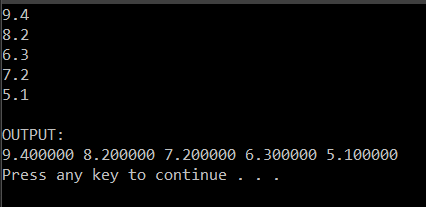 9.4
8.2
6.3
7.2
5.1
OUTPUT:
9.400000 8.200000 7.200000 6.300000 5.100000
Press any key to continue . . .